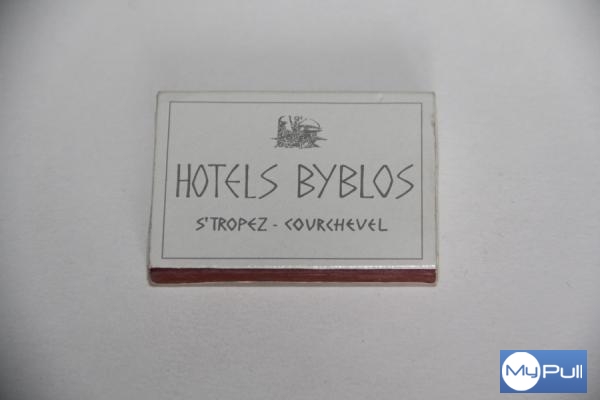 HOTELS BYBLOS
S'TROPEZ - COURCHEVEL
MyPull